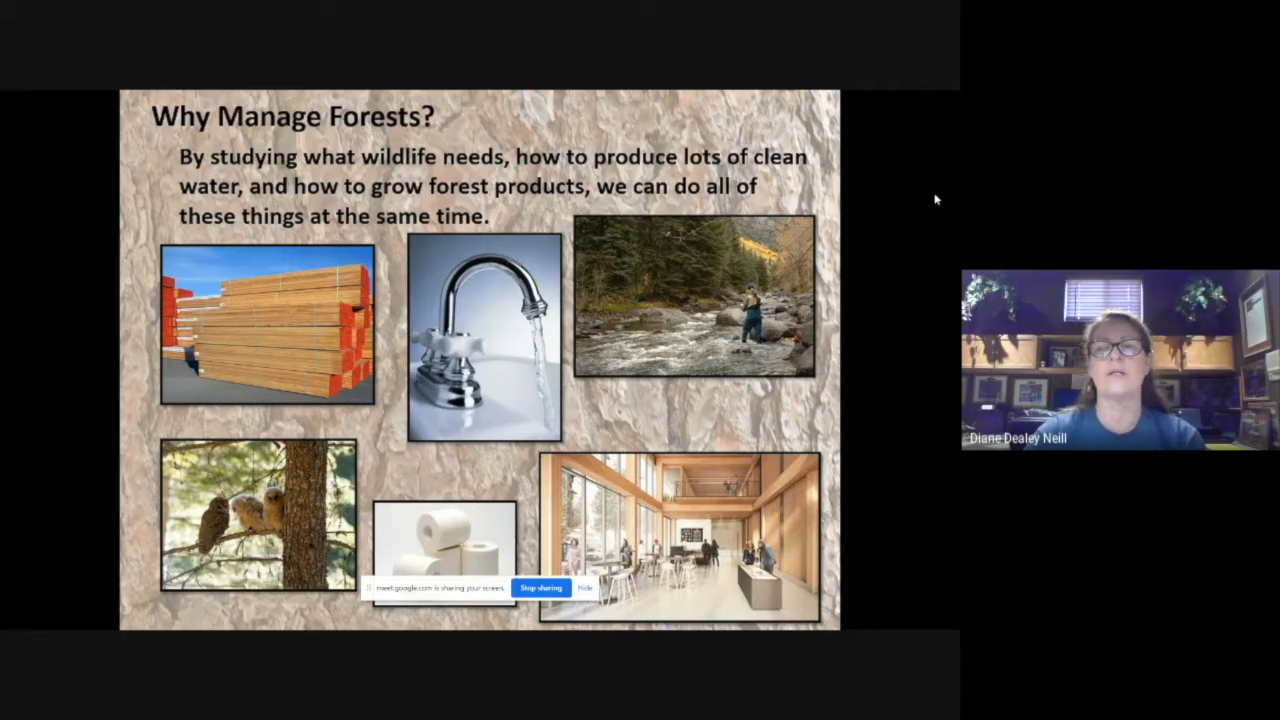 Why Manage Forests?
By studying what wildlife needs, how to produce lots of clean
water, and how to grow forest products, we can do all of
these things at the same time.
Diane Dealey Neill
meet.google.com is sharing your screen. Stop sharing Hide